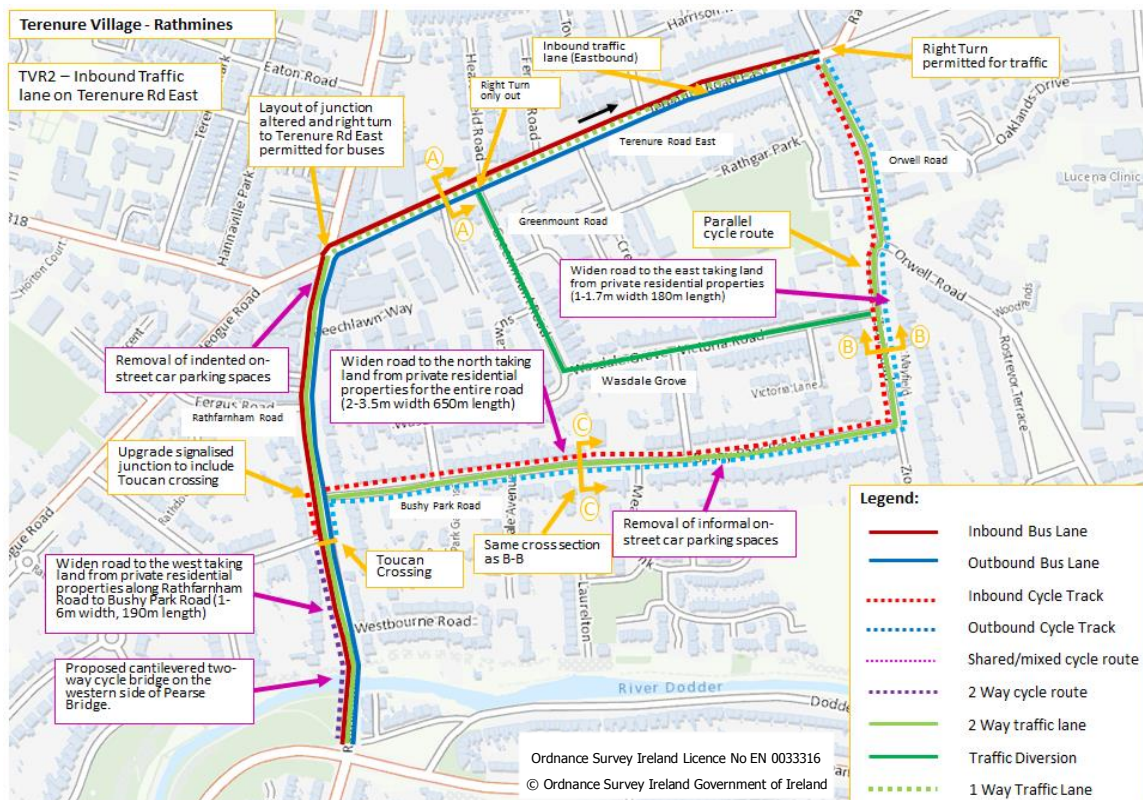 Terenure Village - Rathmines
TVR2 – Inbound Traffic
lane on Terenure Rd East
Eaton Road
Hannaville Park
Harrison
Layout of junction
altered and right turn
to Terenure Rd East
permitted for buses
Right Turn
only out
Inbound traffic
lane (Eastbound)
Right Turn
permitted for traffic
Terenure Road East
Rathgar Park
Oaklands Drive
Orwell Road
Lucena Clinic
A
A
Greenmount Road
Parallel
cycle route
318
Widen road to the east taking land
from private residential properties
(1-1.7m width 180m length)
Orwell Road
Greenmount Road
Beechlawn Way
Removal of indented on-
street car parking spaces
Widen road to the north taking
land from private residential
properties for the entire road
(2-3.5m width 650m length)
Wasdale Grove
Victoria Road
Wasdale Grove
B
B
Mayfield
Rostrevor Terrace
Victoria Lane
Fergus Road
Rathfarnham Road
Upgrade signalised
junction to include
Toucan crossing
C
C
Bushy Park Road
Same cross section
as B-B
Removal of informal on-
street car parking spaces
Toucan
Crossing
Widen road to the west taking
land from private residential
properties along Rathfarnham
Road to Bushy Park Road (1-
6m width, 190m length)
Laurelton
Westbourne Road
Proposed cantilevered two-
way cycle bridge on the
western side of Pearse
Bridge.
River Dodder
Legend:
Inbound Bus Lane
Outbound Bus Lane
Inbound Cycle Track
Outbound Cycle Track
Shared/mixed cycle route
2 Way cycle route
2 Way traffic lane
Traffic Diversion
1 Way Traffic Lane
Ordnance Survey Ireland Licence No EN 0033316
© Ordnance Survey Ireland Government of Ireland